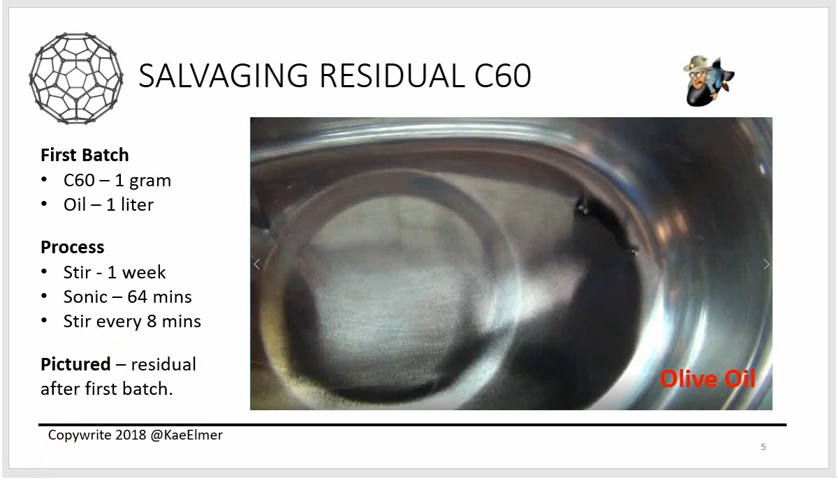 SALVAGING RESIDUAL C60
First Batch
• C60 – 1 gram
• Oil – 1 liter
Process
• Stir - 1 week
• Sonic – 64 mins
• Stir every 8 mins
Pictured – residual
after first batch.
Olive Oil
Copywrite 2018 @KaeElmer
5